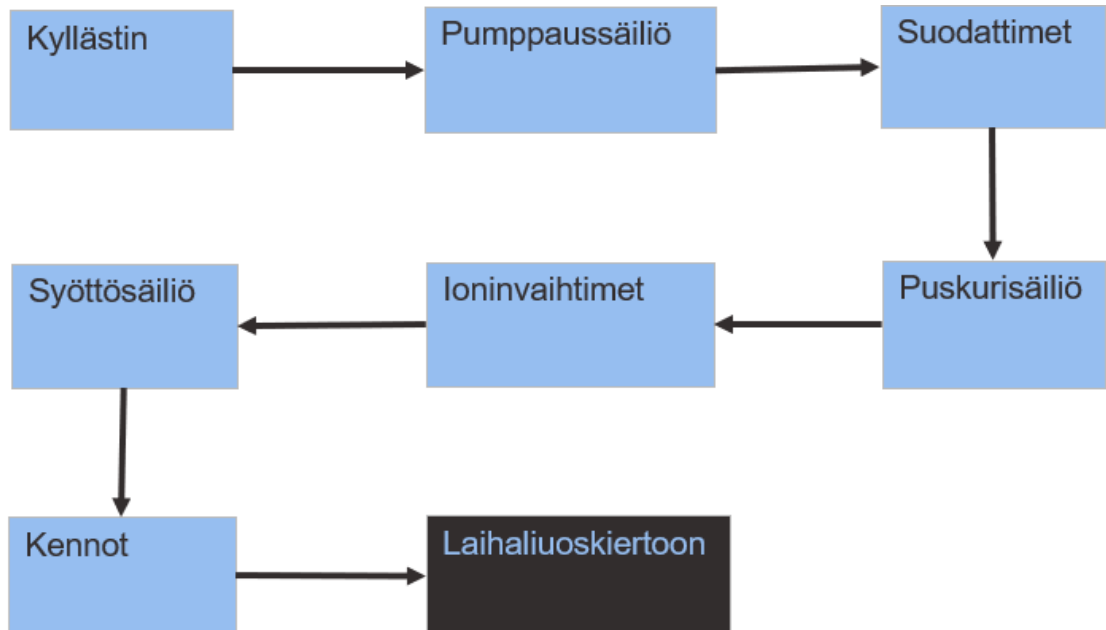 Kyllästin
Pumppaussäiliö
Suodattimet
Syöttösäiliö
Ioninvaihtimet
Puskurisäiliö
Kennot
Laihaliuoskiertoon